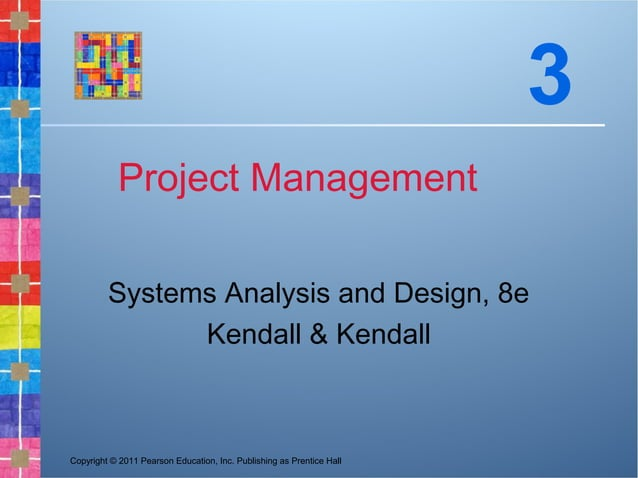 3
Project Management
Systems Analysis and Design, 8e
Kendall & Kendall
Copyright © 2011 Pearson Education, Inc. Publishing as Prentice Hall